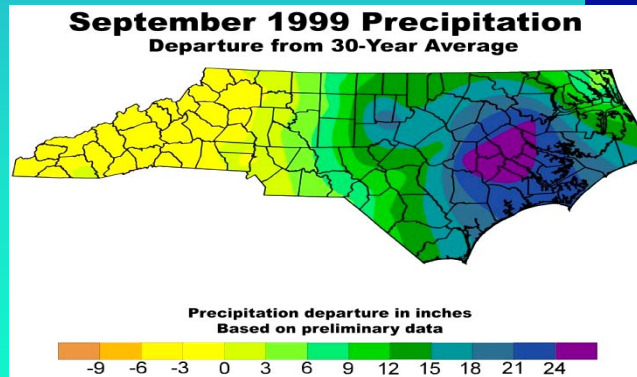 September 1999 Precipitation
Departure from 30-Year Average
Precipitation departure in inches
Based on preliminary data
-9 -6 -3 0 3 6 9 12 15 18 21 24